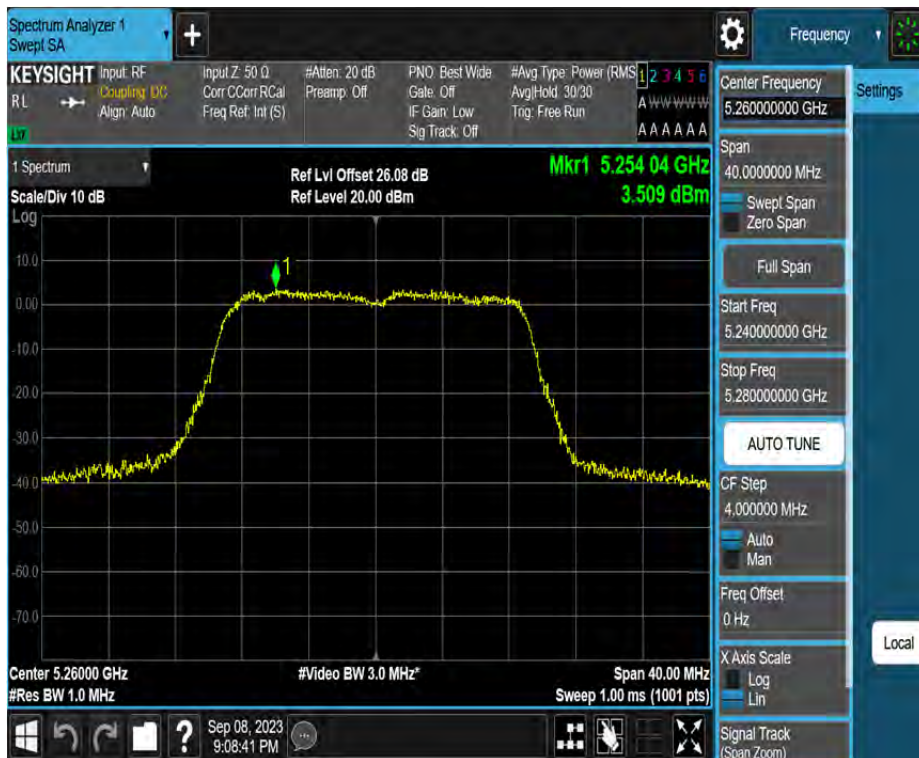 Spectrum Analyzer 1
Swept SA
Frequency
KEYSIGHT
RL
LXI
Input: RF
Coupling: DC
Align: Auto
Input Z: 50 Ω
Corr CCorr RCal
Freq Ref: Int (S)
#Atten: 20 dB
Preamp: Off
PNO: Best Wide
Gate: Off
IF Gain: Low
Sig Track: Off
#Avg Type: Power (RMS
Avg|Hold: 30/30
Trig: Free Run
1 2 3 4 5 6
A W W W W W
A A A A A A
1 Spectrum
Scale/Div 10 dB
Ref Lvl Offset 26.08 dB
Ref Level 20.00 dBm
Mkr1 5.254 04 GHz
3.509 dBm
Log
10.0
0.00
-10.0
-20.0
-30.0
-40.0
-50.0
-60.0
-70.0
1
Center 5.26000 GHz
#Res BW 1.0 MHz
#Video BW 3.0 MHz*
Span 40.00 MHz
Sweep 1.00 ms (1001 pts)
Sep 08, 2023
9:08:41 PM
Center Frequency
5.260000000 GHz
Span
40.0000000 MHz
Swept Span
Zero Span
Full Span
Start Freq
5.240000000 GHz
Stop Freq
5.280000000 GHz
AUTO TUNE
CF Step
4.000000 MHz
Auto
Man
Freq Offset
0 Hz
X Axis Scale
Log
Lin
Signal Track
(Span Zoom)
Settings
Local